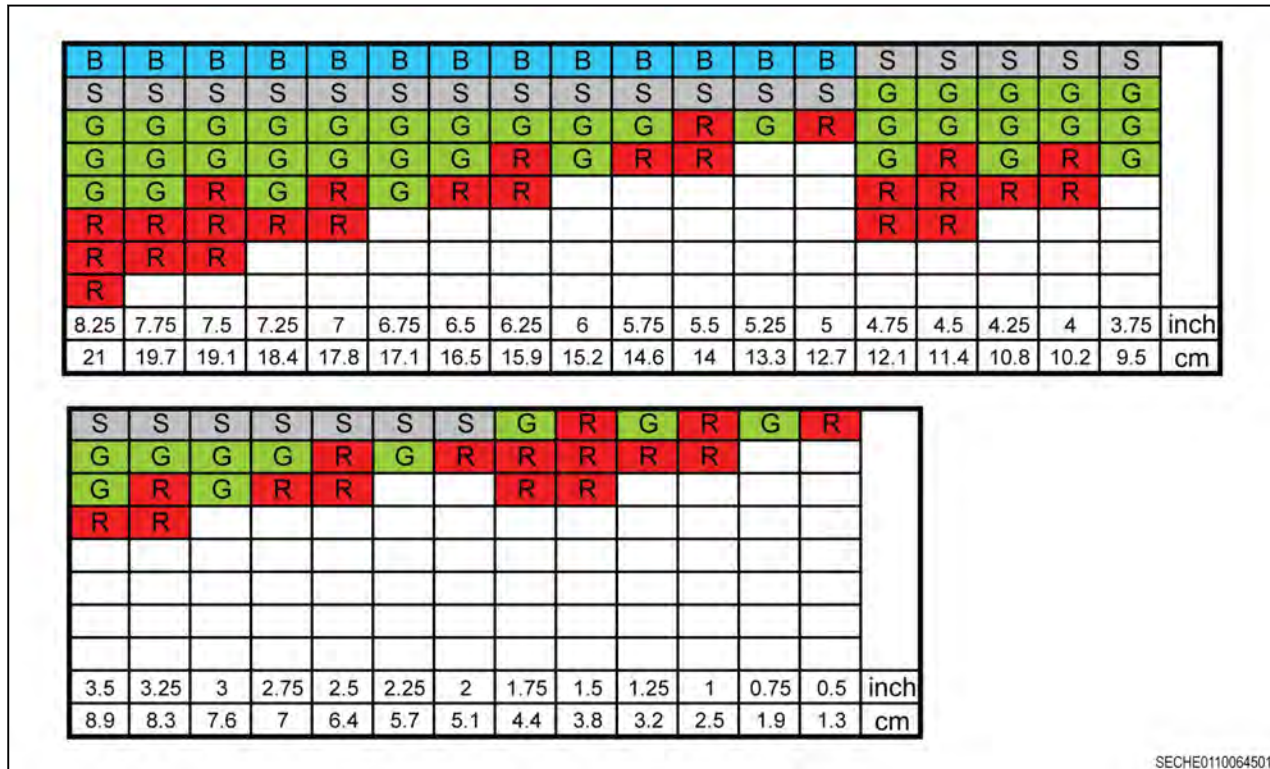 B B B B B B B B B B B B B S S S S S
S S S S S S S S S S S S S G G G G G
G G G G G G G G G G R G R G G G G G
G G G G G G G R G R R G R G R G
G G R G R G R R R R R R
R R R R R R R
R R R
R
8.25 7.75 7.5 7.25 7 6.75 6.5 6.25 6 5.75 5.5 5.25 5 4.75 4.5 4.25 4 3.75 inch
21 19.7 19.1 18.4 17.8 17.1 16.5 15.9 15.2 14.6 14 13.3 12.7 12.1 11.4 10.8 10.2 9.5 cm
S S S S S S S G R G R G R
G G G G R G R R R R R
G R G R R R R
R R
3.5 3.25 3 2.75 2.5 2.25 2 1.75 1.5 1.25 1 0.75 0.5 inch
8.9 8.3 7.6 7 6.4 5.7 5.1 4.4 3.8 3.2 2.5 1.9 1.3 cm
SECHE0110064501